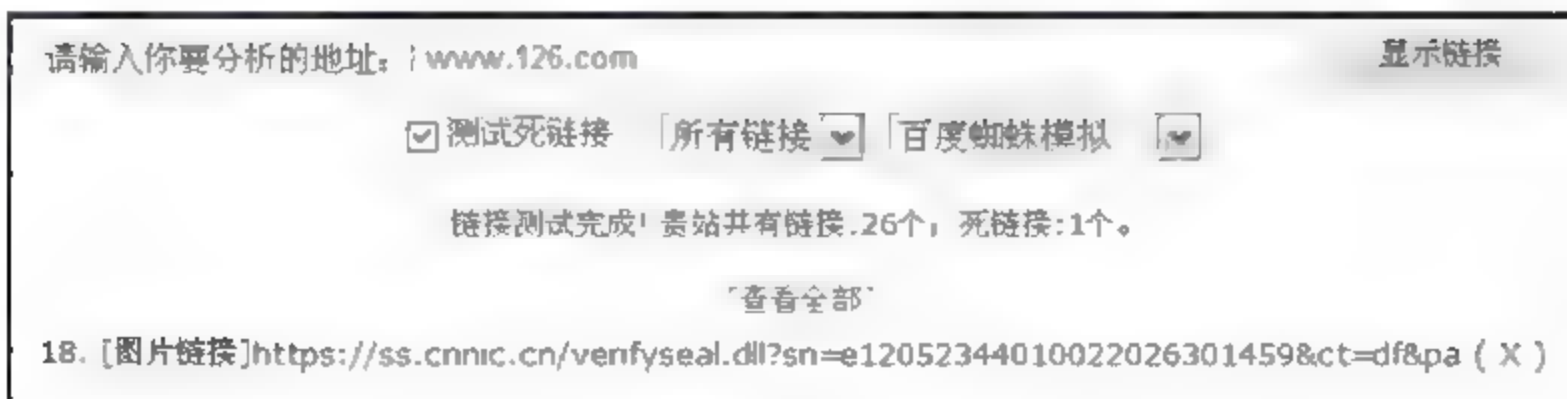 请输入你要分析的地址: www.126.com 显示链接
测试死链接 所有链接 百度蜘蛛模拟
链接测试完成! 贵站共有链接:26个, 死链接:1个。
[查看全部]
18. [图片链接]https://ss.cnnic.cn/verifyseal.dll?sn=e12052344010022026301459&ct=df&pa ( X )